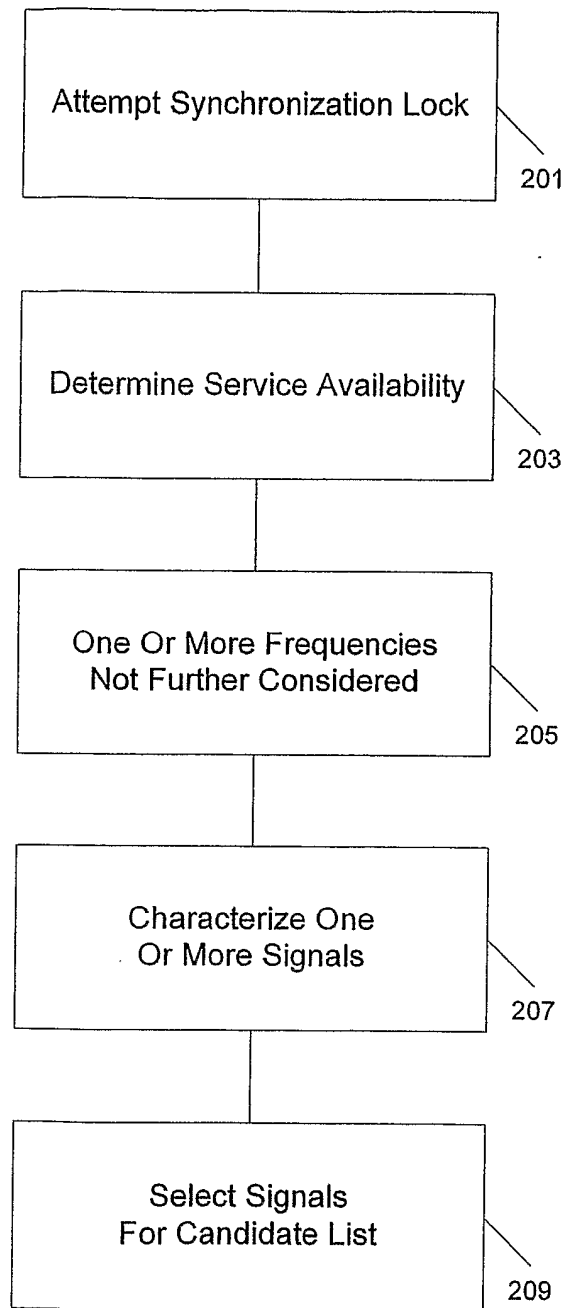 Attempt Synchronization Lock
201
Determine Service Availability
203
One Or More Frequencies
Not Further Considered
205
Characterize One
Or More Signals
207
Select Signals
For Candidate List
209